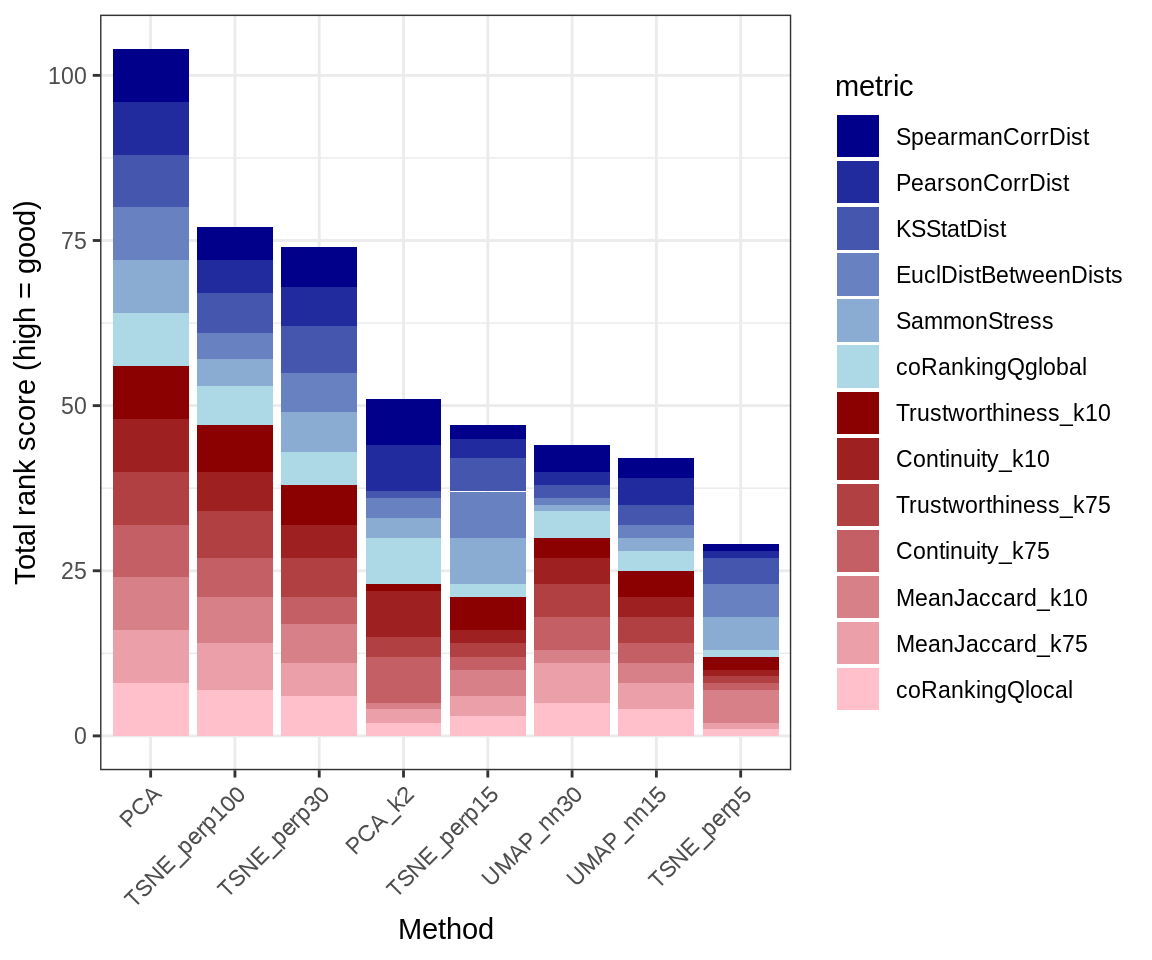 Total rank score (high = good)
100
75
50
25
0
PCA
TSNE_perp100
TSNE_perp30
PCA_k2
TSNE_perp15
UMAP_nn30
UMAP_nn15
TSNE_perp5
Method
metric
SpearmanCorrDist
PearsonCorrDist
KSStatDist
EuclDistBetweenDists
SammonStress
coRankingQglobal
Trustworthiness_k10
Continuity_k10
Trustworthiness_k75
Continuity_k75
MeanJaccard_k10
MeanJaccard_k75
coRankingQlocal